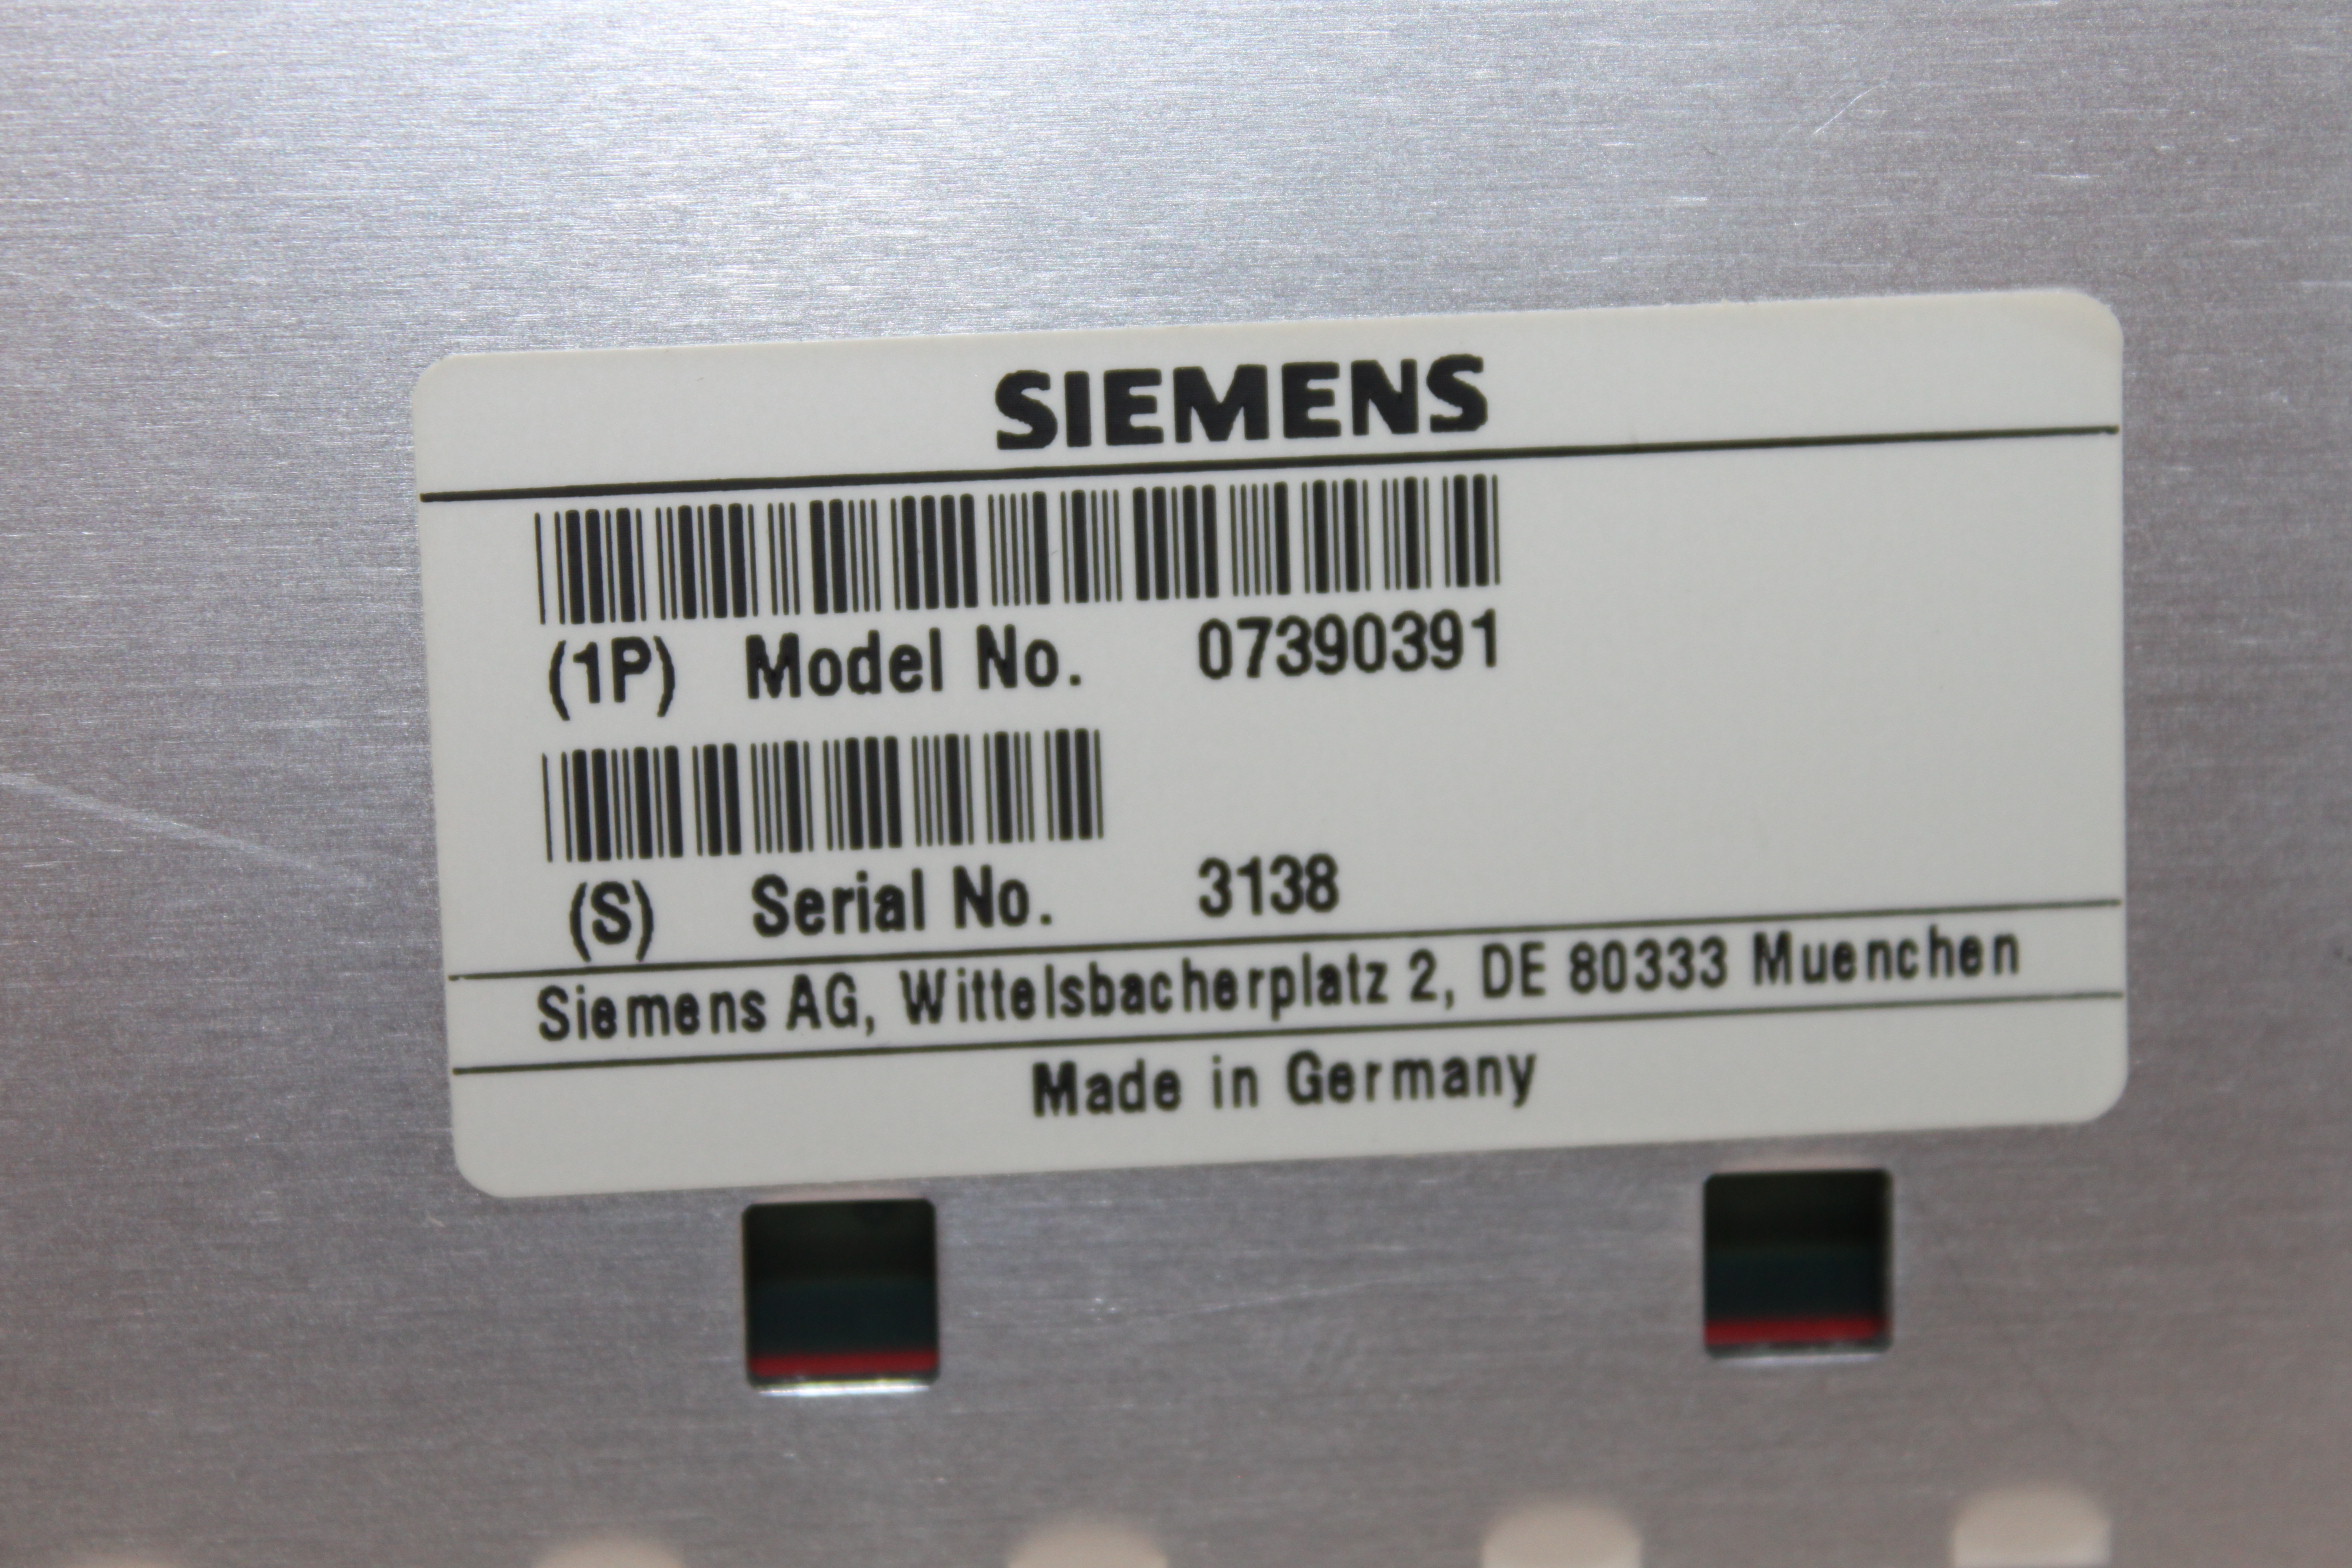 SIEMENS
(1P) Model No. 07390391
(S) Serial No. 3138
Siemens AG, Wittelsbacherplatz 2, DE 80333 Muenchen
Made in Germany